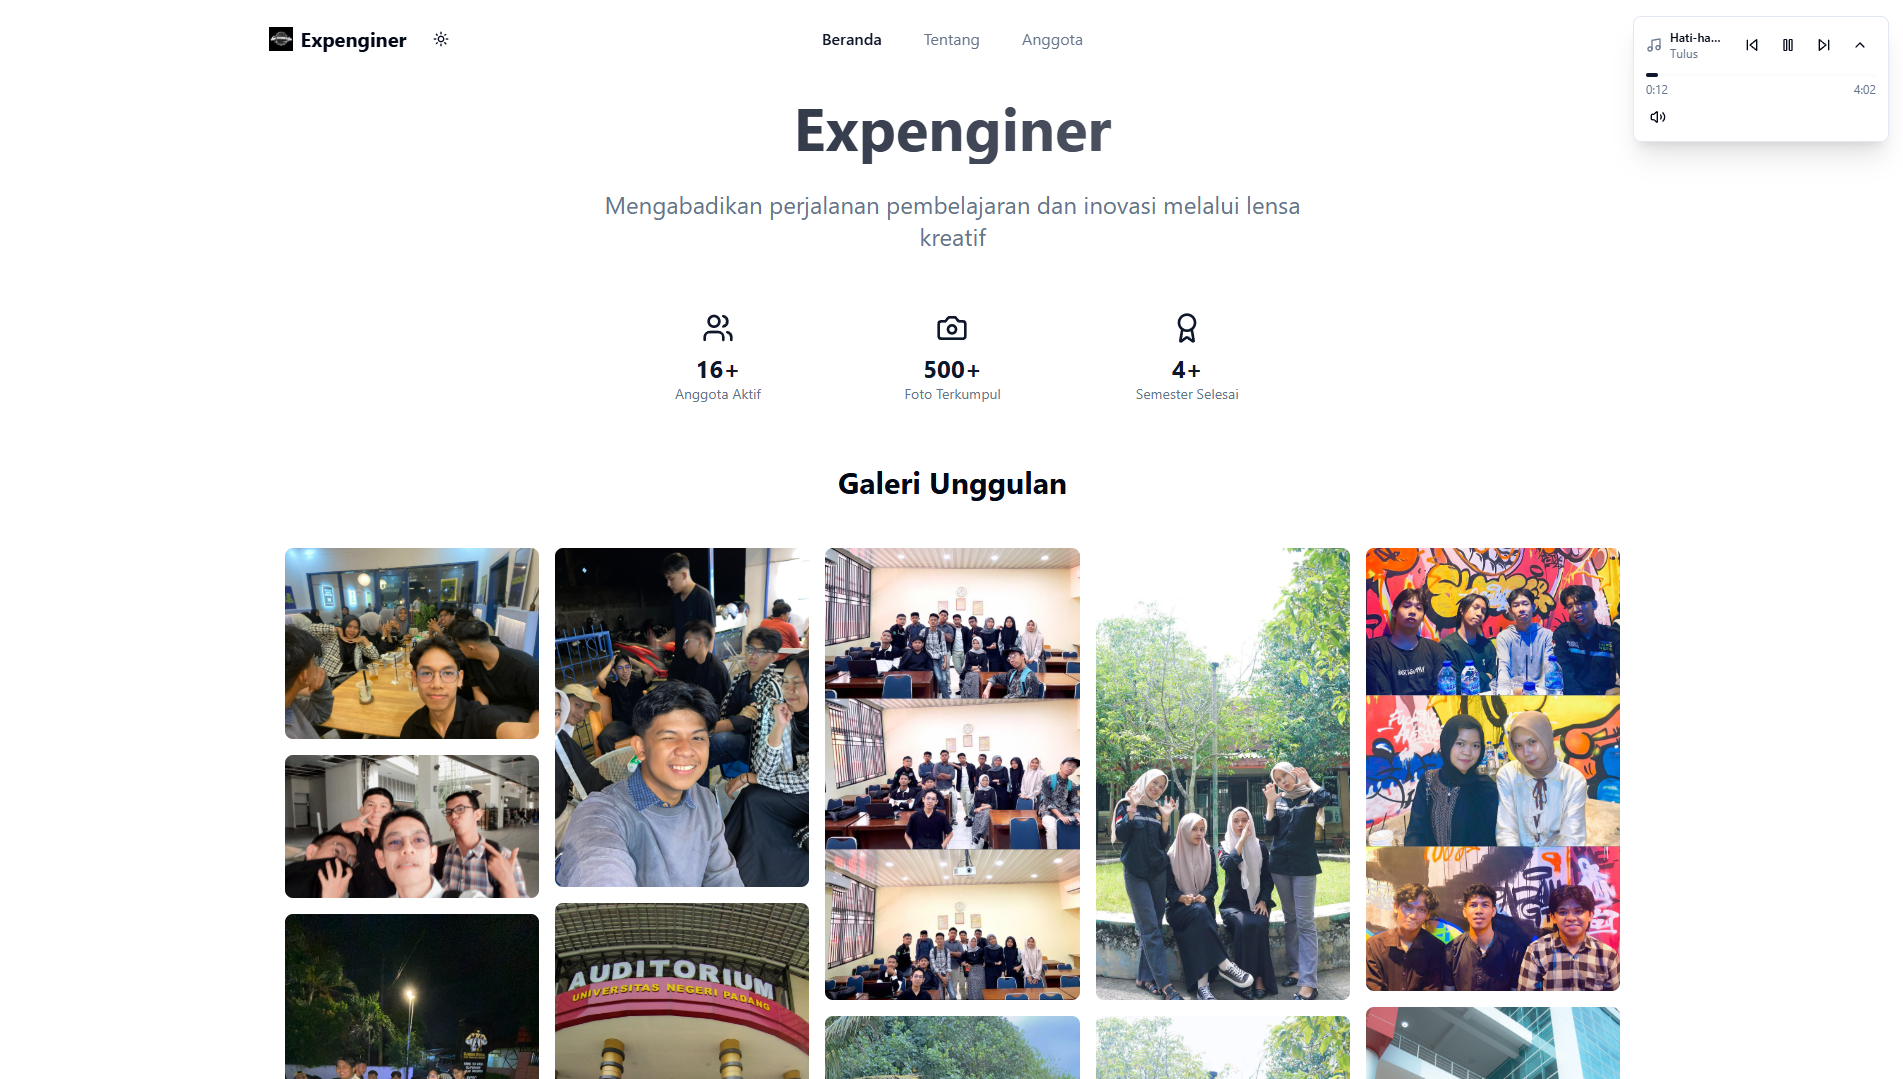 Expenginer
Beranda
Tentang
Anggota
Hati-ha...
Tulus
0:12
4:02
Expenginer
Mengabadikan perjalanan pembelajaran dan inovasi melalui lensa
kreatif
16+
Anggota Aktif
500+
Foto Terkumpul
4+
Semester Selesai
Galeri Unggulan
AUDITORIUM
UNIVERSITAS NEGERI PADANG